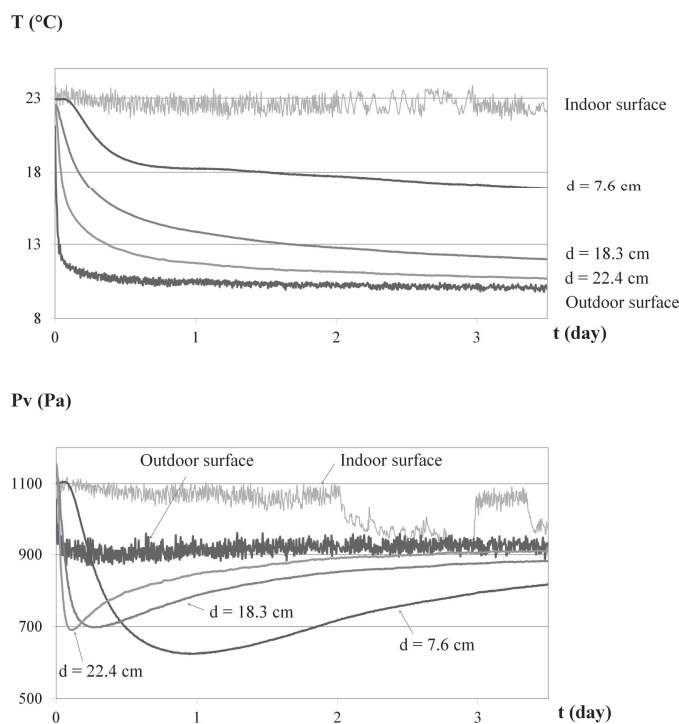 T (°C)
23
Indoor surface
18
d = 7.6 cm
13
d = 18.3 cm
d = 22.4 cm
Outdoor surface
8
0 1 2 3 t (day)
Pv (Pa)
Outdoor surface Indoor surface
1100
900
700
d = 18.3 cm
d = 7.6 cm
d = 22.4 cm
500
0 1 2 3 t (day)